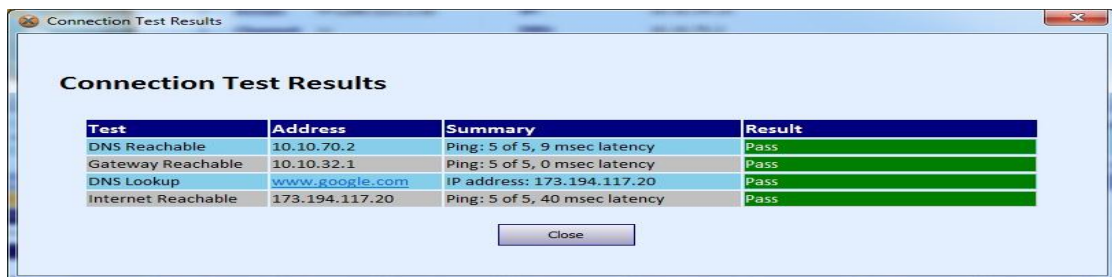 Connection Test Results
Connection Test Results
Test Address Summary Result
DNS Reachable 10.10.70.2 Ping: 5 of 5, 9 msec latency Pass
Gateway Reachable 10.10.32.1 Ping: 5 of 5, 0 msec latency Pass
DNS Lookup www.google.com IP address: 173.194.117.20 Pass
Internet Reachable 173.194.117.20 Ping: 5 of 5, 40 msec latency Pass
Close